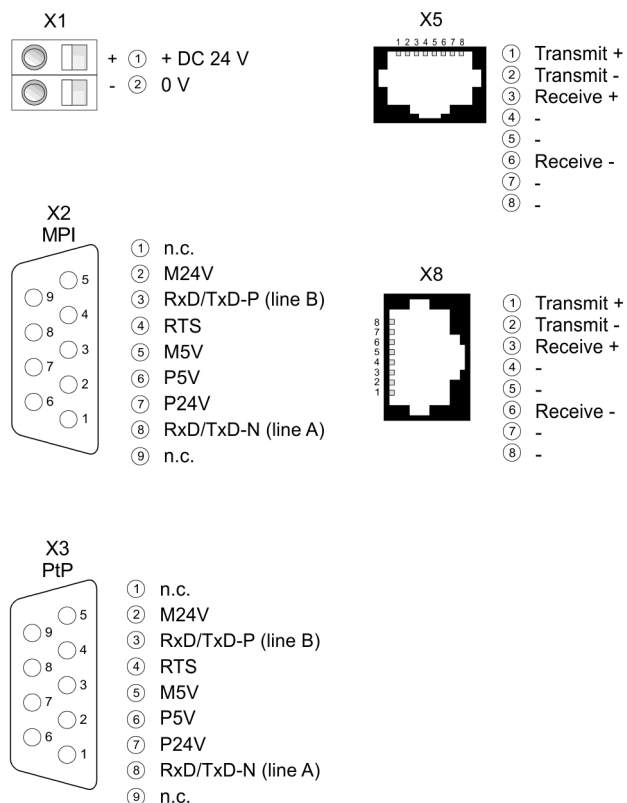 X1
+ ① + DC 24 V
- ② 0 V
X5
1 2 3 4 5 6 7 8
① Transmit +
② Transmit -
③ Receive +
④ -
⑤ -
⑥ Receive -
⑦ -
⑧ -
X2
MPI
5
9
4
8
3
7
2
6
1
① n.c.
② M24V
③ RxD/TxD-P (line B)
④ RTS
⑤ M5V
⑥ P5V
⑦ P24V
⑧ RxD/TxD-N (line A)
⑨ n.c.
X8
8
7
6
5
4
3
2
1
① Transmit +
② Transmit -
③ Receive +
④ -
⑤ -
⑥ Receive -
⑦ -
⑧ -
X3
PtP
5
9
4
8
3
7
2
6
1
① n.c.
② M24V
③ RxD/TxD-P (line B)
④ RTS
⑤ M5V
⑥ P5V
⑦ P24V
⑧ RxD/TxD-N (line A)
⑨ n.c.